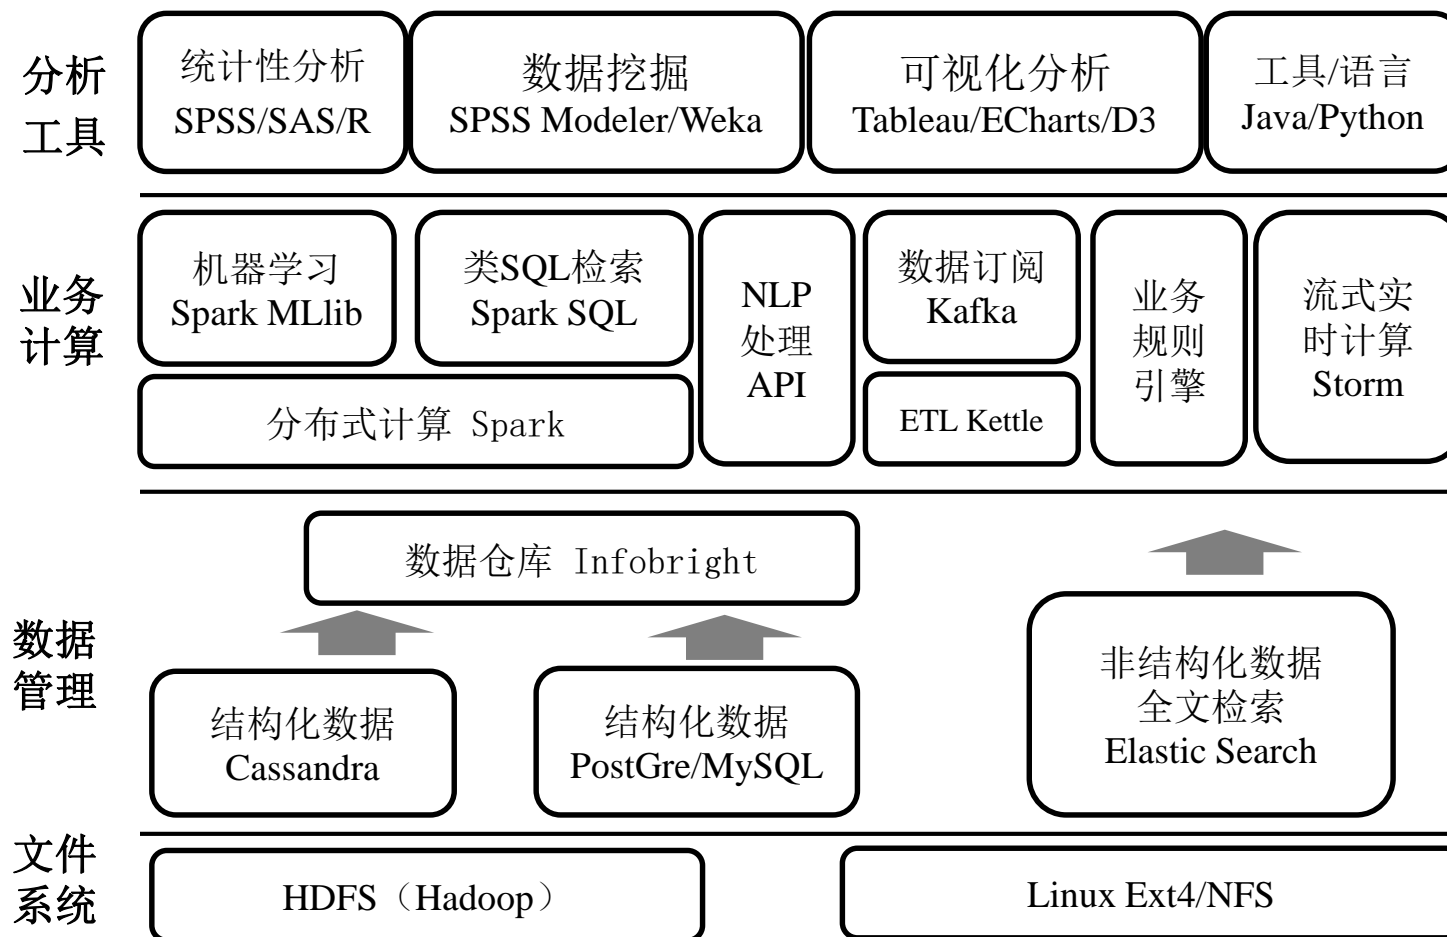 分析
工具
统计性分析
SPSS/SAS/R
数据挖掘
SPSS Modeler/Weka
可视化分析
Tableau/ECharts/D3
工具/语言
Java/Python
业务
计算
机器学习
Spark MLlib
类SQL检索
Spark SQL
分布式计算 Spark
NLP
处理
API
数据订阅
Kafka
ETL Kettle
业务
规则
引擎
流式实
时计算
Storm
数据
管理
数据仓库 Infobright
结构化数据
Cassandra
结构化数据
PostGre/MySQL
非结构化数据
全文检索
Elastic Search
文件
系统
HDFS（Hadoop）
Linux Ext4/NFS